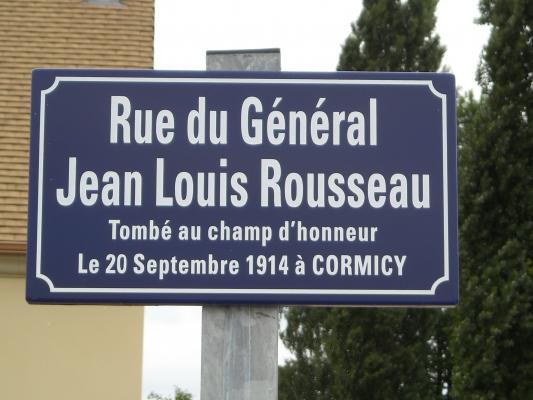 Rue du Général
Jean Louis Rousseau
Tombé au champ d'honneur
Le 20 Septembre 1914 à CORMICY